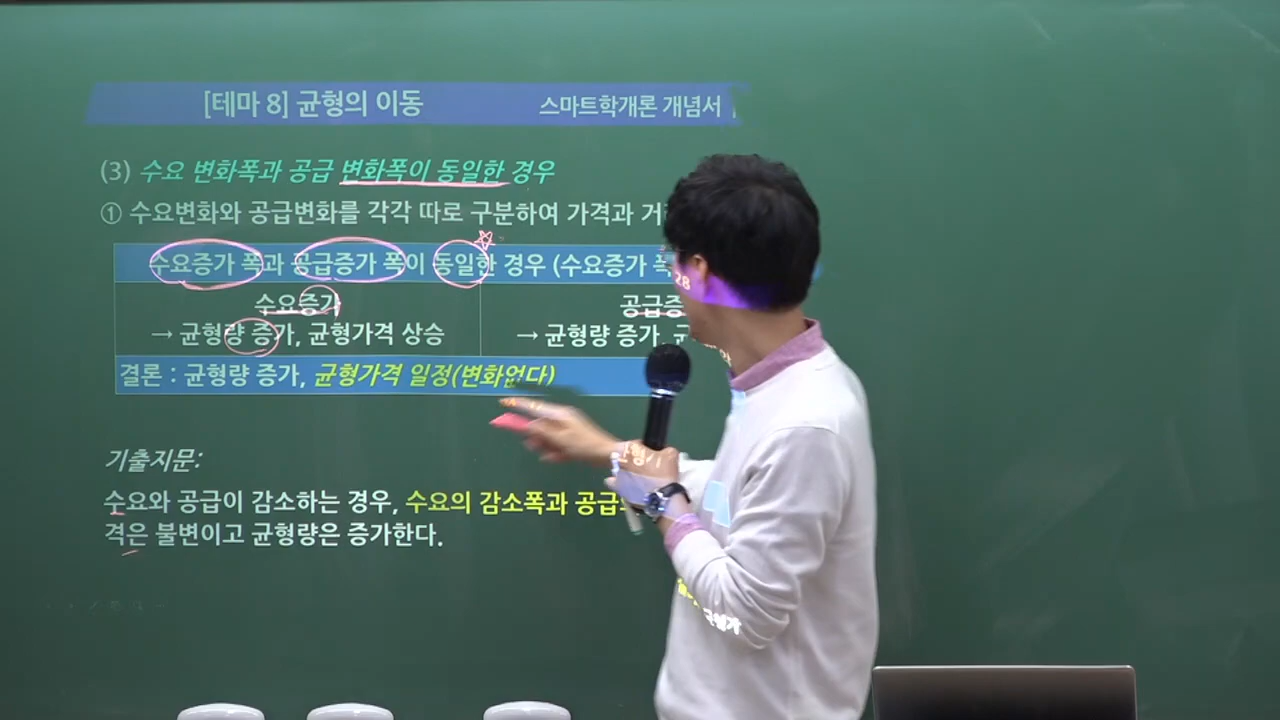 [테마 8] 균형의 이동 스마트학개론 개념서
(3) 수요 변화폭과 공급 변화폭이 동일한 경우
① 수요변화와 공급변화를 각각 따로 구분하여 가격과
수요증가 폭과 공급증가 폭이 동일한 경우 (수요증가
수요증가 공급증
→ 균형량 증가, 균형가격 상승 → 균형량 증가,
결론 : 균형량 증가, 균형가격 일정(변화없다)
기출지문:
수요와 공급이 감소하는 경우, 수요의 감소폭과 공급
격은 불변이고 균형량은 증가한다.
28